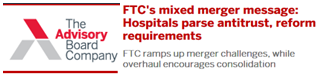 The
Advisory
Board
Company
FTC's mixed merger message:
Hospitals parse antitrust, reform
requirements
FTC ramps up merger challenges, while
overhaul encourages consolidation